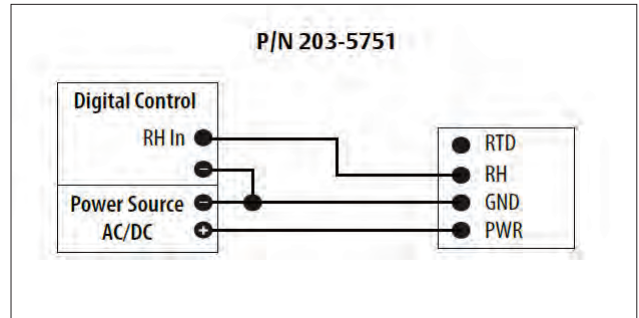 P/N 203-5751
Digital Control
RH In
−
Power Source −
AC/DC +
RTD
RH
GND
PWR